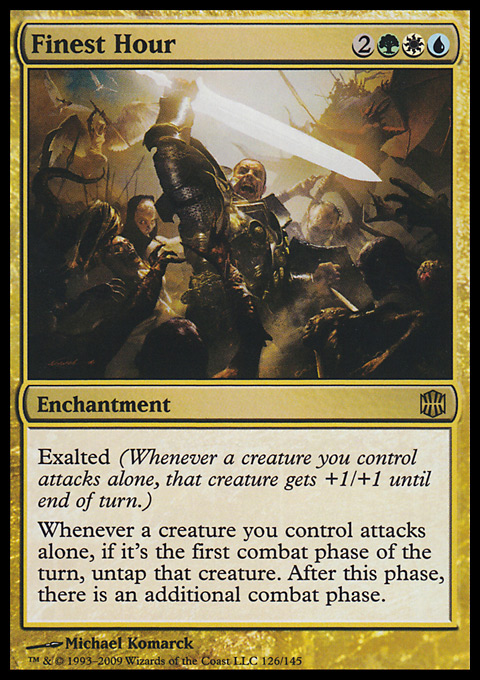 Finest Hour 2
Enchantment
Exalted (Whenever a creature you control
attacks alone, that creature gets +1/+1 until
end of turn.)
Whenever a creature you control attacks
alone, if it's the first combat phase of the
turn, untap that creature. After this phase,
there is an additional combat phase.
Michael Komarck
™ & © 1993–2009 Wizards of the Coast LLC 126/145